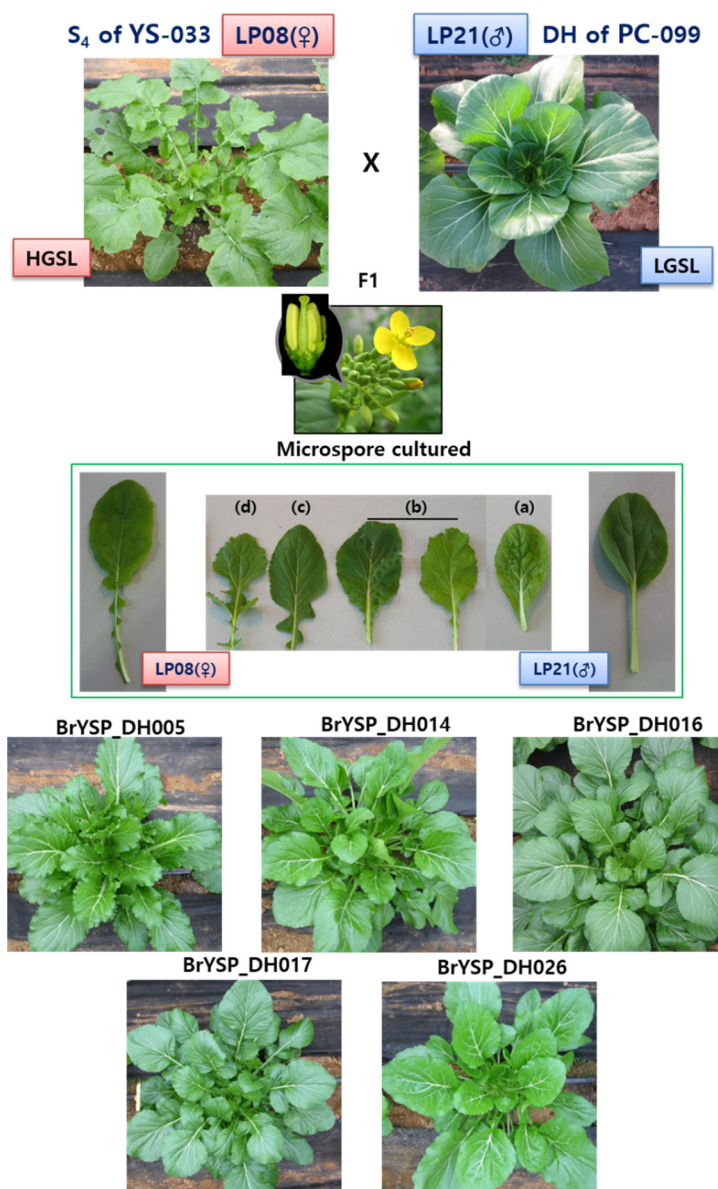 S₄ of YS-033 LP08(♀) LP21(♂) DH of PC-099
X
HGSL
LGSL
F1
Microspore cultured
(d) (c) (b) (a)
LP08(♀) LP21(♂)
BrYSP_DH005 BrYSP_DH014 BrYSP_DH016
BrYSP_DH017 BrYSP_DH026